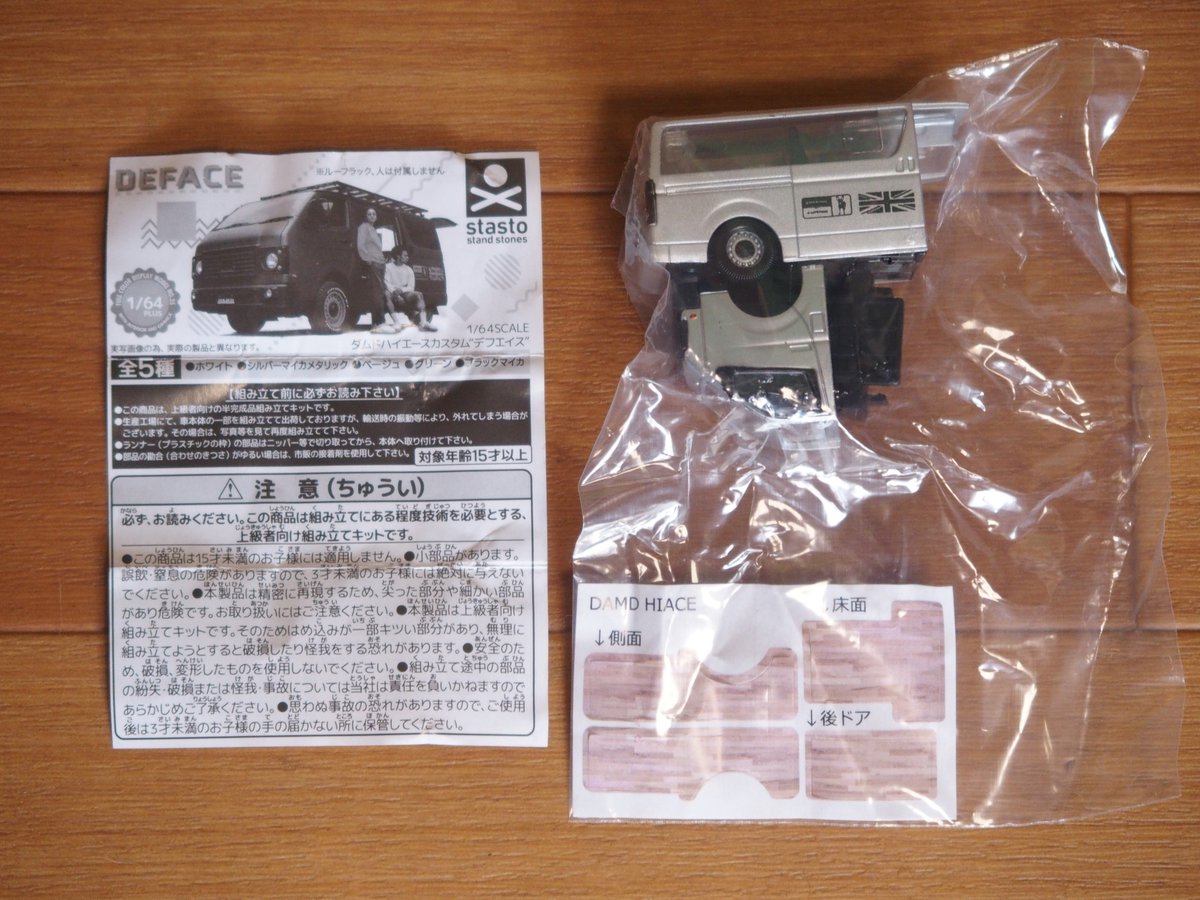 DEFACE
※ルーフラック、人は付属しません
stasto
stand stones
1/64
PLUS
1/64SCALE
ダムドハイエースカスタム"デフェイス"
実写画像の為、実際の製品と異なります。
全5種 ●ホワイト ●シルバーマイカメタリック ●ベージュ ●グリーン ●ブラックマイカ
【組み立て前に必ずお読み下さい】
●この商品は、上級者向けの半完成品組み立てキットです。
●生産工場にて、車本体の一部を組み立てて出荷しておりますが、輸送時の振動等により、外れてしまう場合が
ございます。その場合は、写真等を見て再度組み立てて下さい。
●ランナー(プラスチックの枠)の部品はニッパー等で切り取ってから、本体へ取り付けて下さい。
●部品の勘合(合わせのきつさ)がゆるい場合は、市販の接着剤を使用して下さい。
対象年齢15才以上
注 意(ちゅうい)
必ず、お読みください。この商品は組み立てにある程度技術を必要とする、
上級者向け組み立てキットです。
●この商品は15才未満のお子様には適用しません。●小部品があります。
誤飲・窒息の危険がありますので、3才未満のお子様には絶対に与えない
でください。●本製品は精密に再現するため、尖った部分や細かい部品
があり危険です。お取り扱いにはご注意ください。●本製品は上級者向け
組み立てキットです。そのためはめ込みが一部キツい部分があり、無理に
組み立てようとすると破損したり怪我をする恐れがあります。●安全のた
め、破損、変形したものを使用しないでください。●組み立て途中の部品
の紛失・破損または怪我・事故については当社は責任を負いかねますので
あらかじめご了承ください。●思わぬ事故の恐れがありますので、ご使用
後は3才未満のお子様の手の届かない所に保管してください。
DAMD HIACE
↓床面
↓側面
↓後ドア